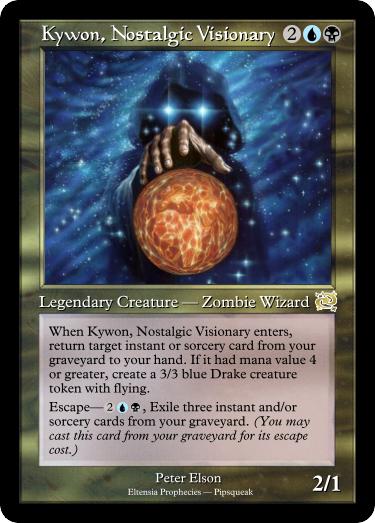 Kywon, Nostalgic Visionary 2
Legendary Creature — Zombie Wizard
When Kywon, Nostalgic Visionary enters,
return target instant or sorcery card from your
graveyard to your hand. If it had mana value 4
or greater, create a 3/3 blue Drake creature
token with flying.
Escape— 2 , Exile three instant and/or
sorcery cards from your graveyard. (You may
cast this card from your graveyard for its escape
cost.)
Peter Elson
Eltensia Prophecies — Pipsqueak
2/1